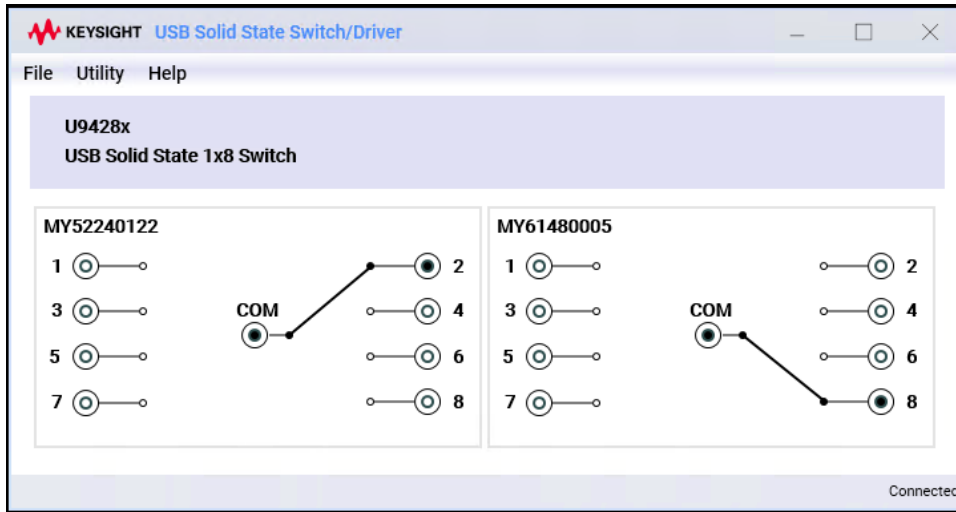 KEYSIGHT USB Solid State Switch/Driver
File Utility Help
U9428x
USB Solid State 1x8 Switch
MY52240122
1 2
3 COM 4
5 6
7 8
MY61480005
1 2
3 COM 4
5 6
7 8
Connected